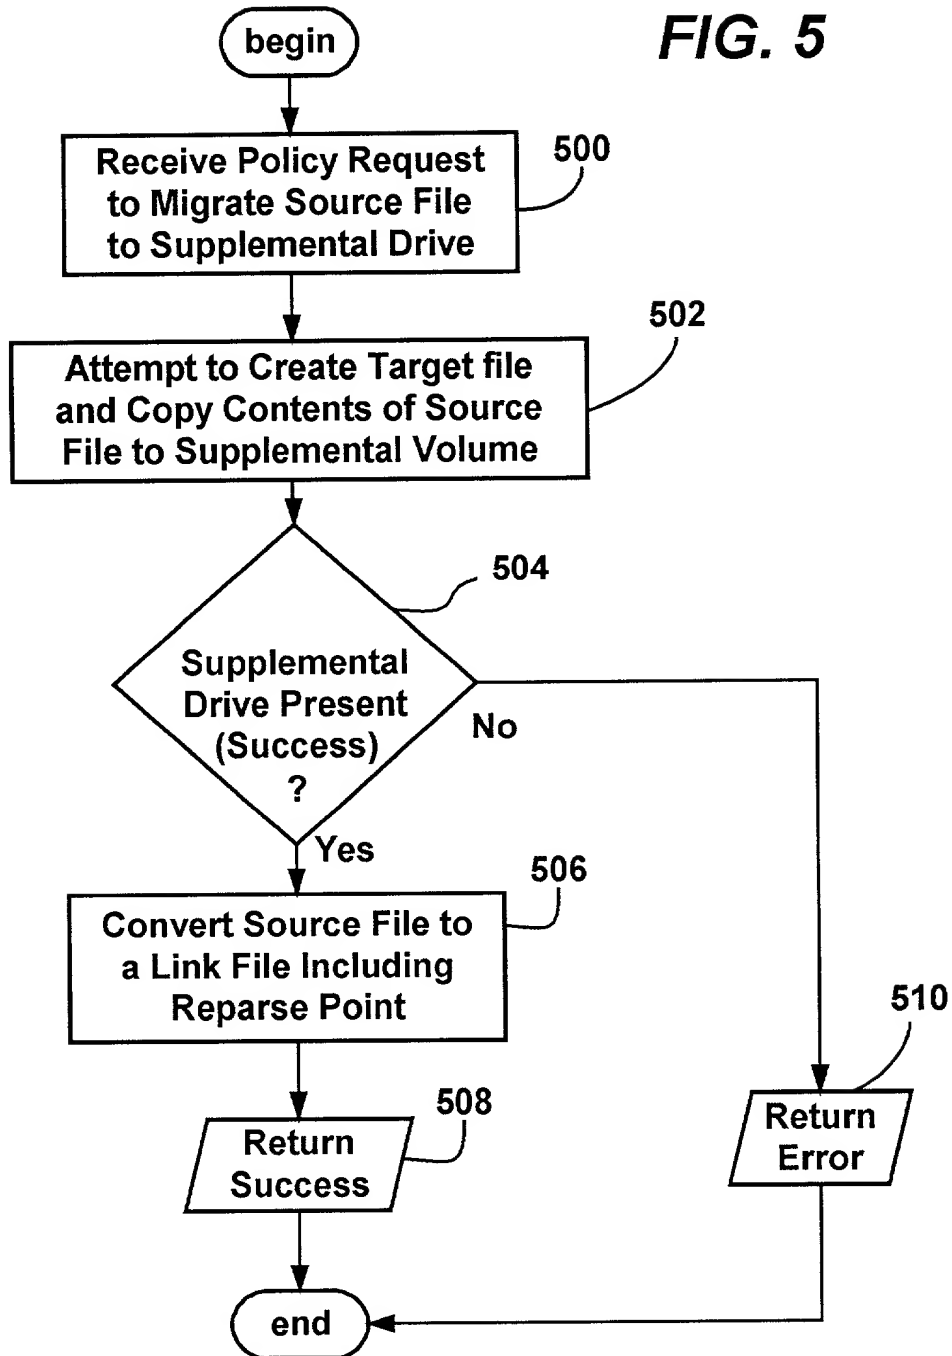 FIG. 5
begin
Receive Policy Request
to Migrate Source File
to Supplemental Drive
500
Attempt to Create Target file
and Copy Contents of Source
File to Supplemental Volume
502
504
Supplemental
Drive Present
(Success)
?
No
Yes
Convert Source File to
a Link File Including
Reparse Point
506
510
Return
Success
508
Return
Error
end